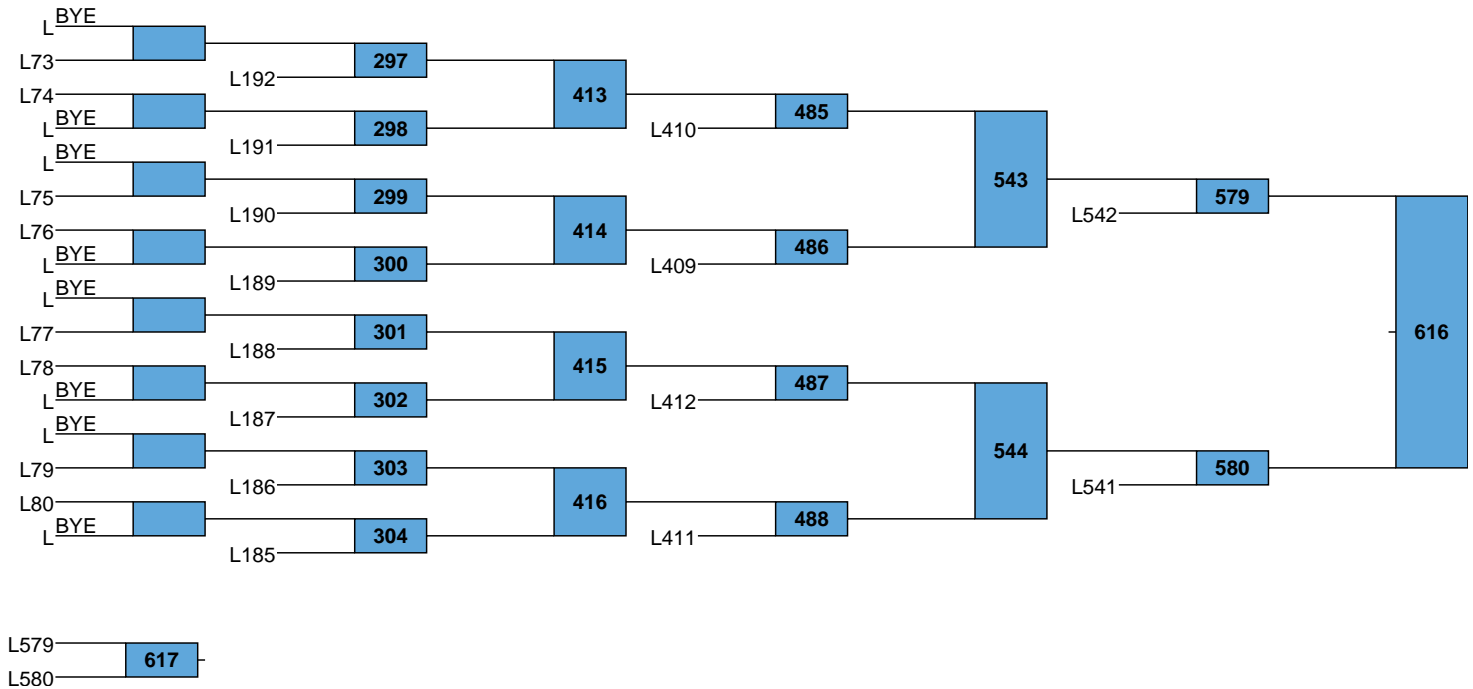 BYE
L
L73
L192
297
L74
413
L
BYE
298
L191
L410
485
BYE
L
L75
299
L190
543
L76
414
L
BYE
300
L189
L409
486
L542
579
BYE
L
L77
301
L188
616
L78
415
L
BYE
302
L187
L412
487
BYE
L
L79
303
L186
544
L80
416
L
BYE
304
L185
L411
488
L541
580
L579
617
L580